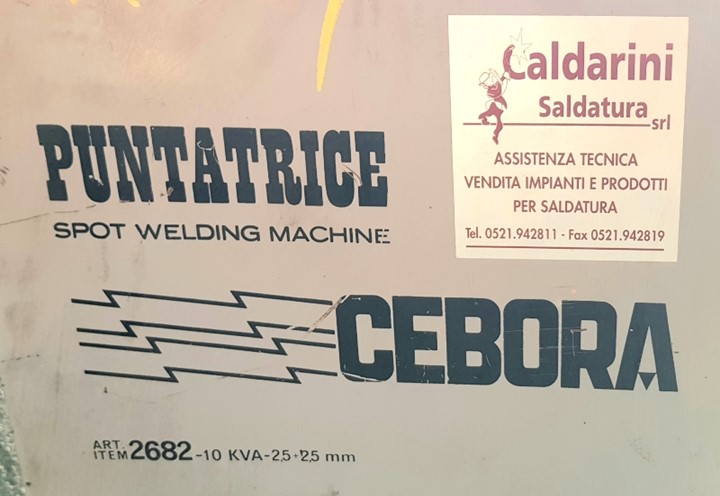 Caldarini
Saldatura srl
ASSISTENZA TECNICA
VENDITA IMPIANTI E PRODOTTI
PER SALDATURA
Tel. 0521.942811 - Fax 0521.942819
PUNTATRICE
SPOT WELDING MACHINE
CEBORA
ART. ITEM 2682-10 KVA-2,5+2,5 mm